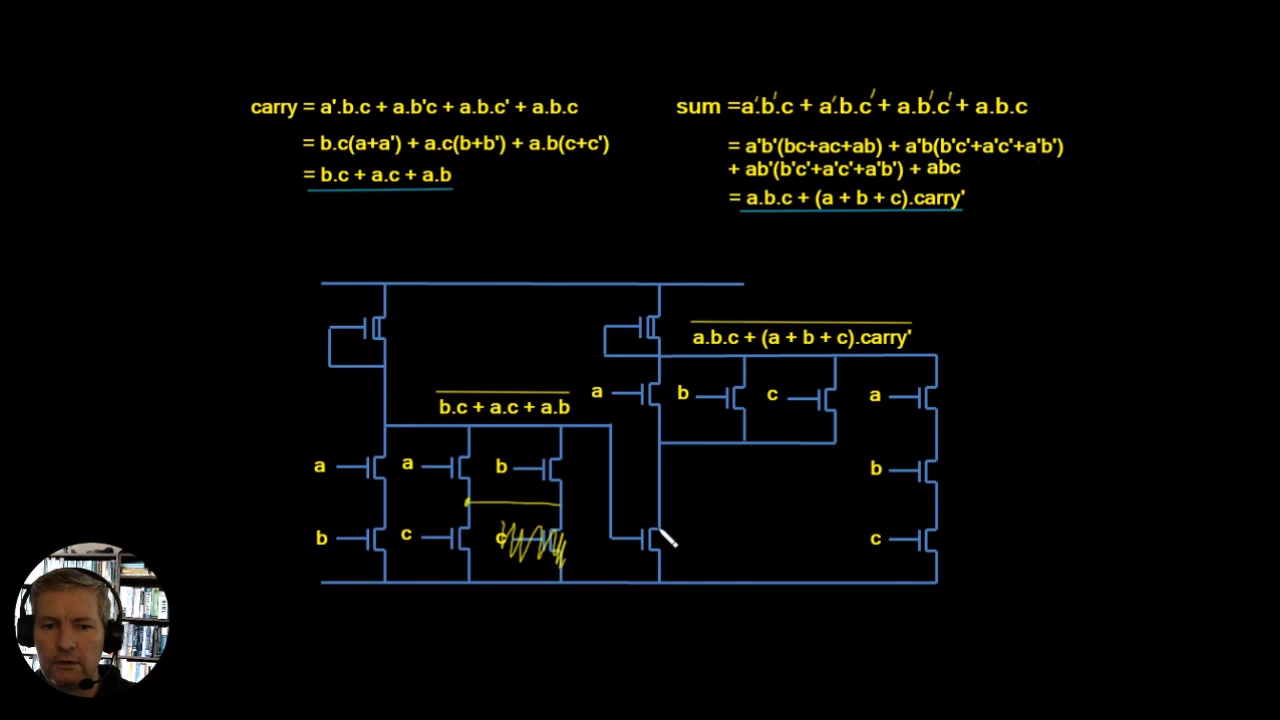 carry = a'.b.c + a.b'c + a.b.c' + a.b.c
= b.c(a+a') + a.c(b+b') + a.b(c+c')
= b.c + a.c + a.b
sum =a'.b'.c + a'.b.c' + a.b'.c' + a.b.c
= a'b'(bc+ac+ab) + a'b(b'c'+a'c'+a'b')
+ ab'(b'c'+a'c'+a'b') + abc
= a.b.c + (a + b + c).carry'
a.b.c + (a + b + c).carry'
a b c a
b.c + a.c + a.b
a a b b
b c c c